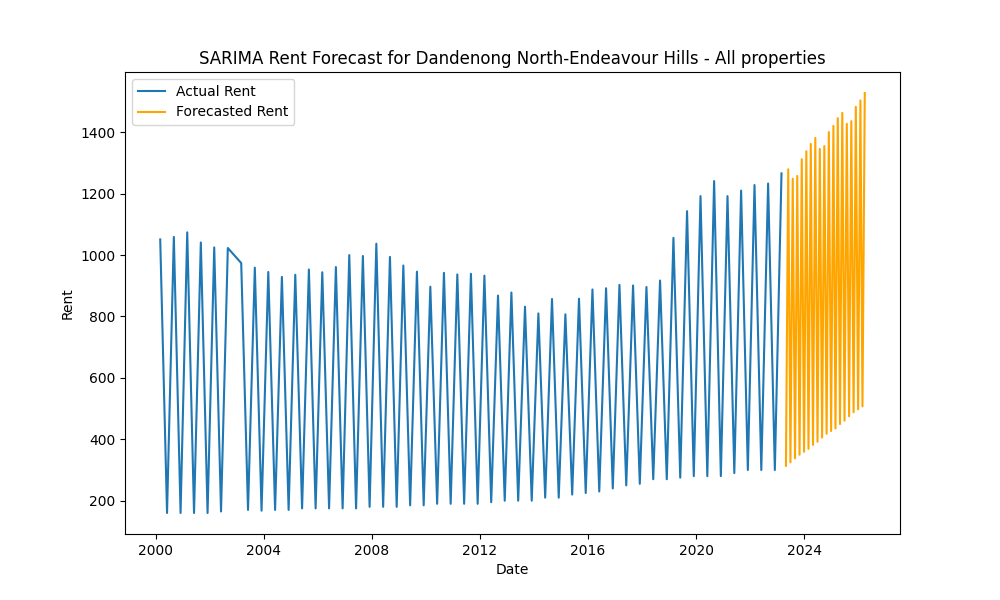 SARIMA Rent Forecast for Dandenong North-Endeavour Hills - All properties
Actual Rent
Forecasted Rent
1400
1200
1000
800
600
400
200
Rent
2000 2004 2008 2012 2016 2020 2024
Date